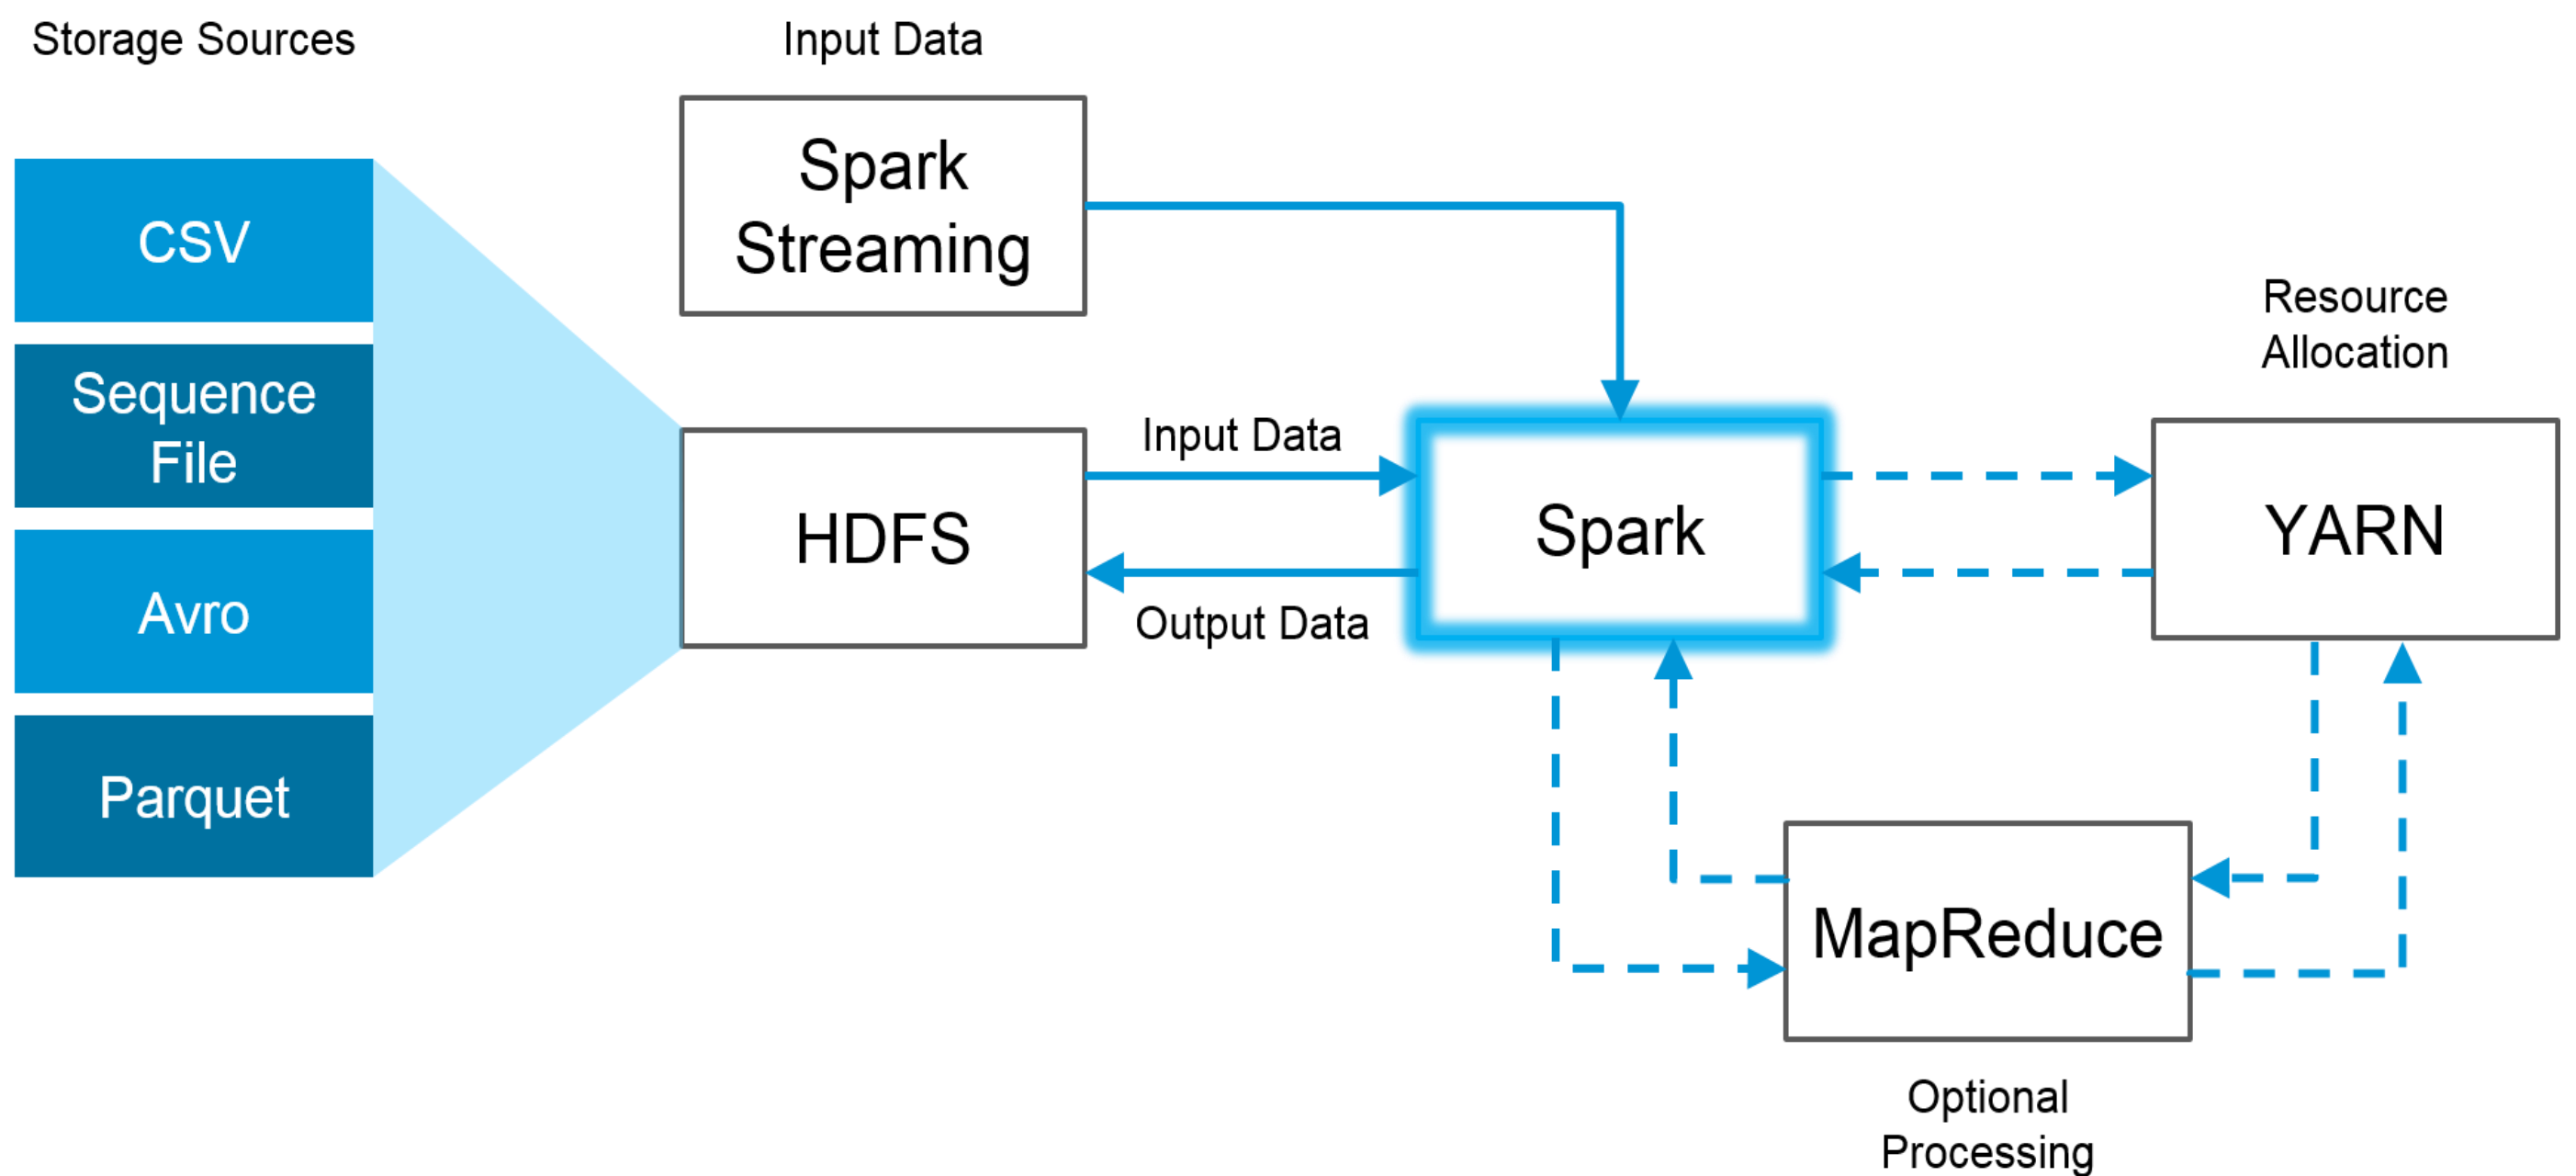 Storage Sources
Input Data
CSV
Sequence
File
Avro
Parquet
Spark
Streaming
HDFS
Input Data
Output Data
Spark
Resource
Allocation
YARN
MapReduce
Optional
Processing